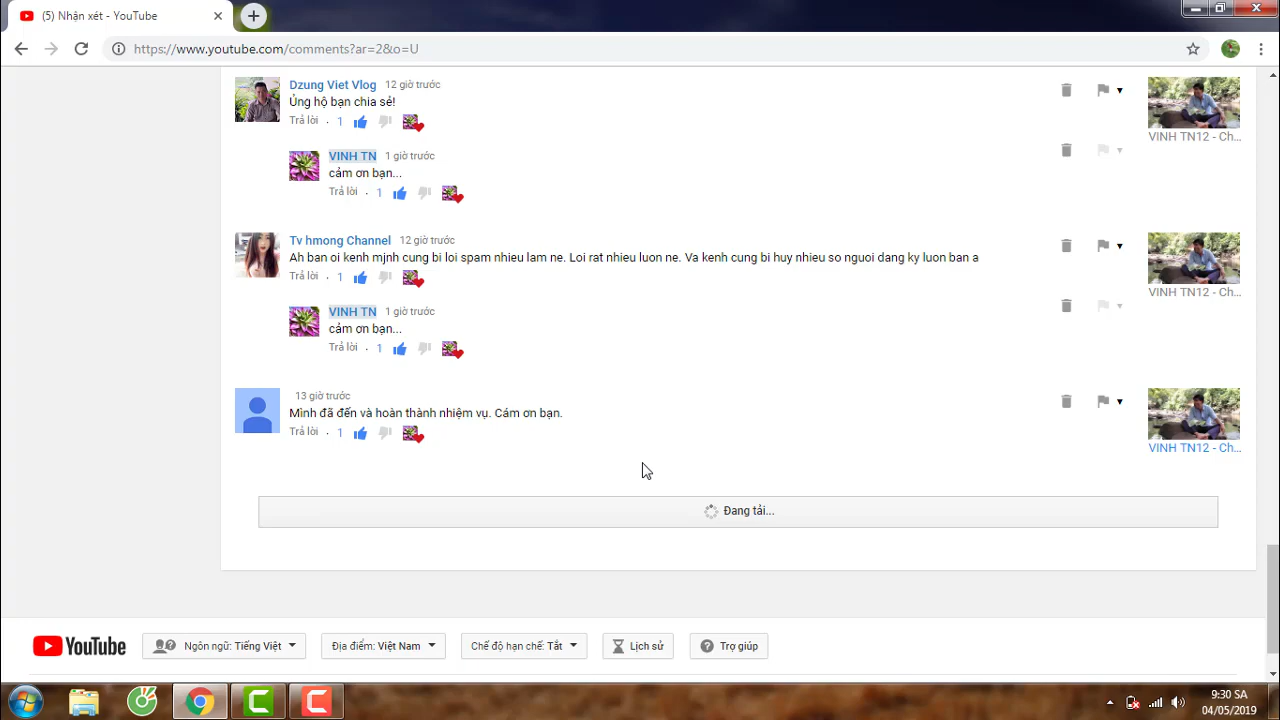 (5) Nhận xét - YouTube
https://www.youtube.com/comments?ar=2&o=U
Dzung Viet Vlog 12 giờ trước
Ủng hộ bạn chia sẻ!
Trả lời · 1
VINH TN12 - Ch...
VINH TN 1 giờ trước
cảm ơn bạn...
Trả lời · 1
Tv hmong Channel 12 giờ trước
Ah ban oi kenh mjnh cung bi loi spam nhieu lam ne. Loi rat nhieu luon ne. Va kenh cung bi huy nhieu so nguoi dang ky luon ban a
Trả lời · 1
VINH TN12 - Ch...
VINH TN 1 giờ trước
cảm ơn bạn...
Trả lời · 1
13 giờ trước
Mình đã đến và hoàn thành nhiệm vụ. Cám ơn bạn.
Trả lời · 1
VINH TN12 - Ch...
Đang tải...
YouTube Ngôn ngữ: Tiếng Việt Địa điểm: Việt Nam Chế độ hạn chế: Tắt Lịch sử Trợ giúp
9:30 SA
04/05/2019